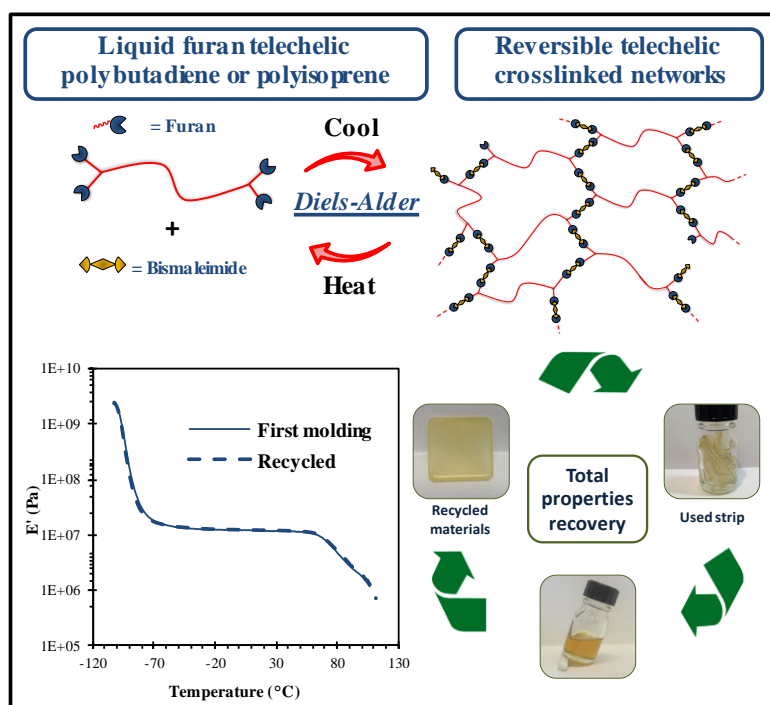 Liquid furan telechelic
polybutadiene or polyisoprene
Reversible telechelic
crosslinked networks
= Furan
+
= Bismaleimide
Cool
Diels-Alder
Heat
1E+10
1E+09
1E+08
1E+07
1E+06
1E+05
E' (Pa)
First molding
Recycled
-120
-70
-20
30
80
130
Temperature (°C)
Recycled
materials
Total
properties
recovery
Used strip